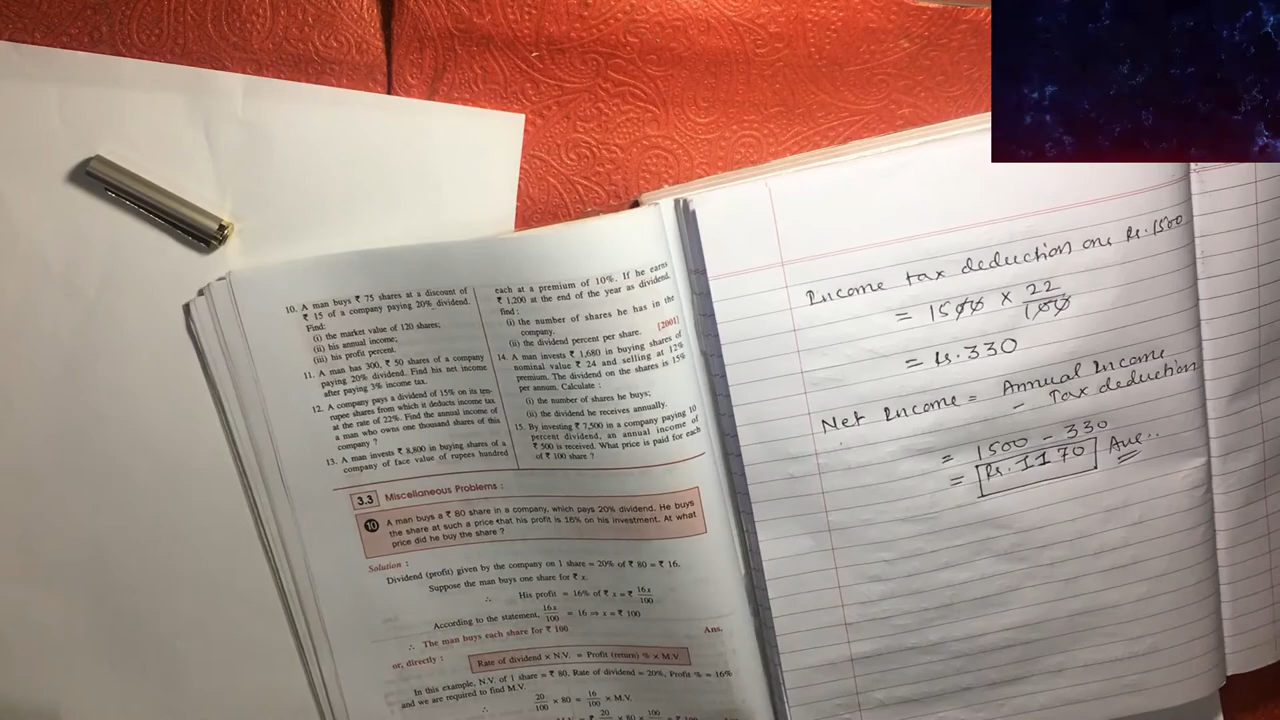 10. A man buys ₹ 75 shares at a discount of
₹ 15 of a company paying 20% dividend.
Find:
(i) the market value of 120 shares;
(ii) his annual income;
(iii) his profit percent.
11. A man has 300, ₹ 50 shares of a company
paying 20% dividend. Find his net income
after paying 3% income tax.
12. A company pays a dividend of 15% on its ten-
rupee shares from which it deducts income tax
at the rate of 22%. Find the annual income of
a man who owns one thousand shares of this
company ?
13. A man invests ₹ 8,800 in buying shares of a
company of face value of rupees hundred
each at a premium of 10%. If he earns
₹ 1,200 at the end of the year as dividend,
find :
(i) the number of shares he has in the
company.
(ii) the dividend percent per share. [2001]
14. A man invests ₹ 1,680 in buying shares of
nominal value ₹ 24 and selling at 12%
premium. The dividend on the shares is 15%
per annum. Calculate :
(i) the number of shares he buys;
(ii) the dividend he receives annually.
15. By investing ₹ 7,500 in a company paying 10
percent dividend, an annual income of
₹ 500 is received. What price is paid for each
of ₹ 100 share ?
3.3 Miscellaneous Problems :
10 A man buys a ₹ 80 share in a company, which pays 20% dividend. He buys
the share at such a price that his profit is 16% on his investment. At what
price did he buy the share ?
Solution :
Dividend (profit) given by the company on 1 share = 20% of ₹ 80 = ₹ 16.
Suppose the man buys one share for ₹ x.
∴ His profit = 16% of ₹ x = ₹ 16x/100
According to the statement, 16x/100 = 16 ⇒ x = ₹ 100
∴ The man buys each share for ₹ 100 Ans.
or, directly : Rate of dividend × N.V. = Profit (return) % × M.V.
In this example, N.V. of 1 share = ₹ 80, Rate of dividend = 20%, Profit % = 16%
and we are required to find M.V.
∴ 20/100 × 80 = 16/100 × M.V.
Income tax deduction on Rs. 1500
= 1500 × 22/100
= Rs. 330
Net Income = Annual Income
- Tax deduction
= 1500 - 330
= Rs. 1170 Ans..